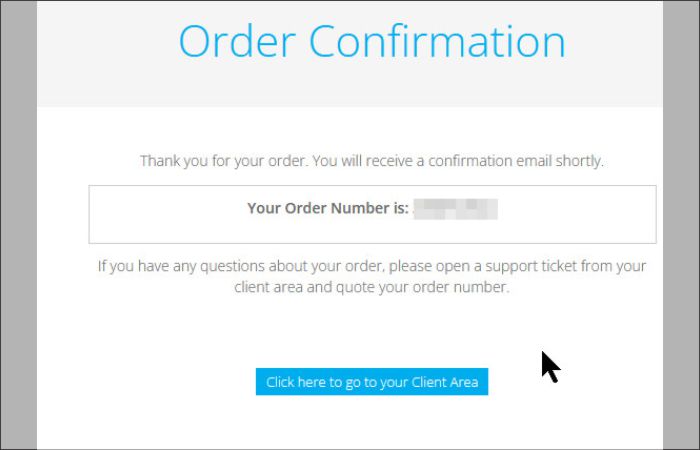 Order Confirmation
Thank you for your order. You will receive a confirmation email shortly.
Your Order Number is:
If you have any questions about your order, please open a support ticket from your
client area and quote your order number.
Click here to go to your Client Area